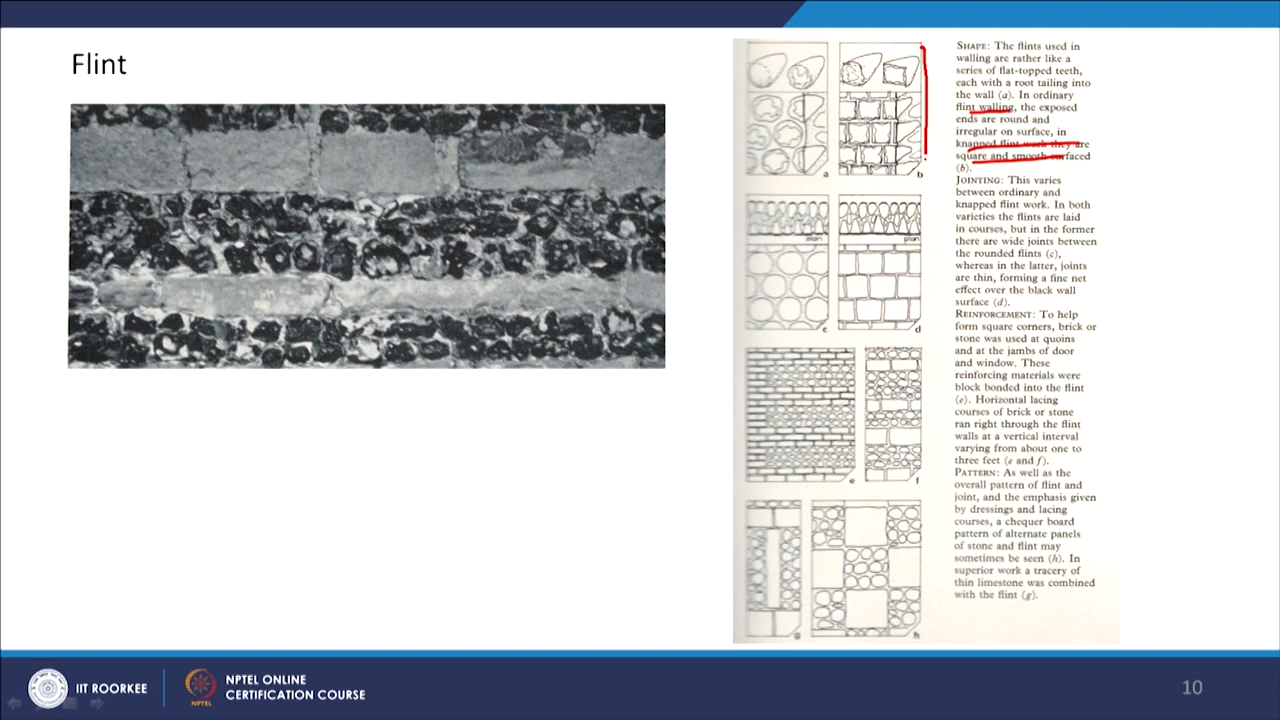 Flint
SHAPE: The flints used in
walling are rather like a
series of flat-topped teeth,
each with a root tailing into
the wall (a). In ordinary
flint walling, the exposed
ends are round and
irregular on surface, in
knapped flint work they are
square and smooth surfaced
(b).
JOINTING: This varies
between ordinary and
knapped flint work. In both
varieties the flints are laid
in courses, but in the former
there are wide joints between
the rounded flints (c),
whereas in the latter, joints
are thin, forming a fine net
effect over the black wall
surface (d).
REINFORCEMENT: To help
form square corners, brick or
stone was used at quoins
and at the jambs of door
and window. These
reinforcing materials were
block bonded into the flint
(e). Horizontal lacing
courses of brick or stone
ran right through the flint
walls at a vertical interval
varying from about one to
three feet (e and f).
PATTERN: As well as the
overall pattern of flint and
joint, and the emphasis given
by dressings and lacing
courses, a chequer board
pattern of alternate panels
of stone and flint may
sometimes be seen (h). In
superior work a tracery of
thin limestone was combined
with the flint (g).
a
b
plan
plan
c
d
e
f
g
h
IIT ROORKEE
NPTEL
NPTEL ONLINE
CERTIFICATION COURSE
10